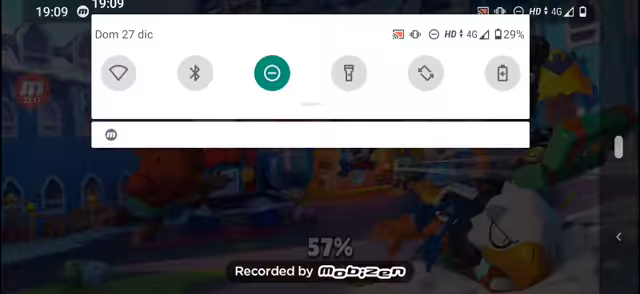 19:09
19:09
HD 4G
Dom 27 dic
HD 4G 29%
57%
Recorded by Mobizen